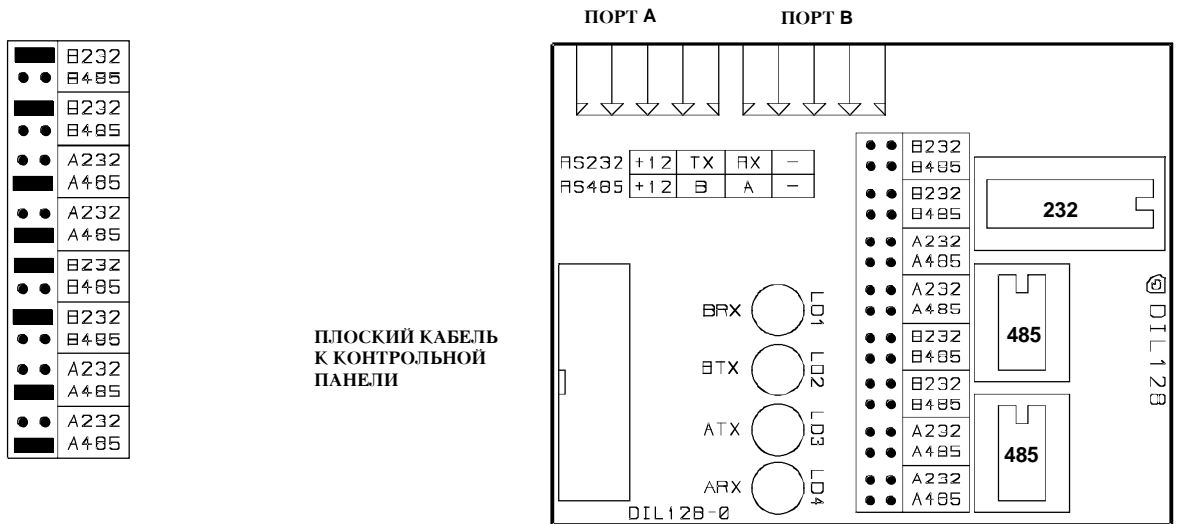 ПОРТ А
ПОРТ В
B232
B485
B232
B485
A232
A485
A232
A485
B232
B485
B232
B485
A232
A485
A232
A485
ПЛОСКИЙ КАБЕЛЬ
К КОНТРОЛЬНОЙ
ПАНЕЛИ
RS232 +12 TX RX -
RS485 +12 B A -
B232
B485
B232
B485
A232
A485
A232
A485
B232
B485
B232
B485
A232
A485
A232
A485
232
485
485
BRX LD1
BTX LD2
ATX LD3
ARX LD4
DIL128-0
DIL128